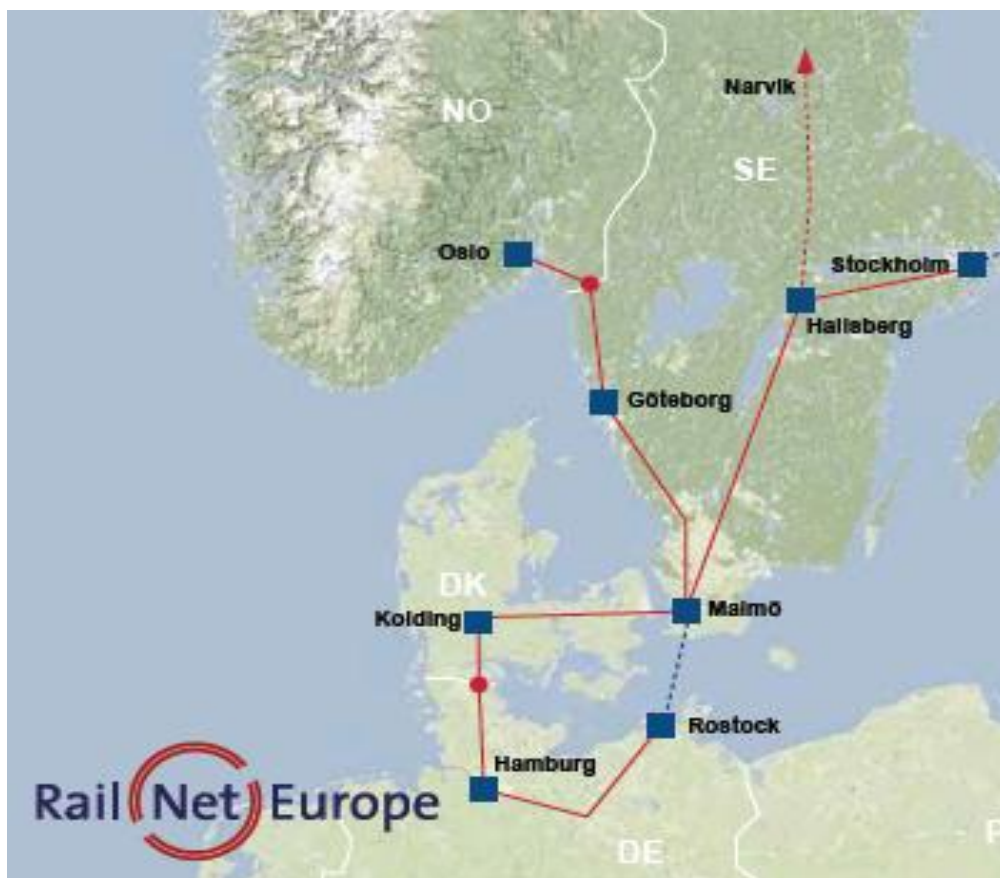 Narvik
NO
SE
Oslo
Stockholm
Hallsberg
Göteborg
DK
Kolding
Malmö
Rostock
Hamburg
Rail Net Europe
DE
P